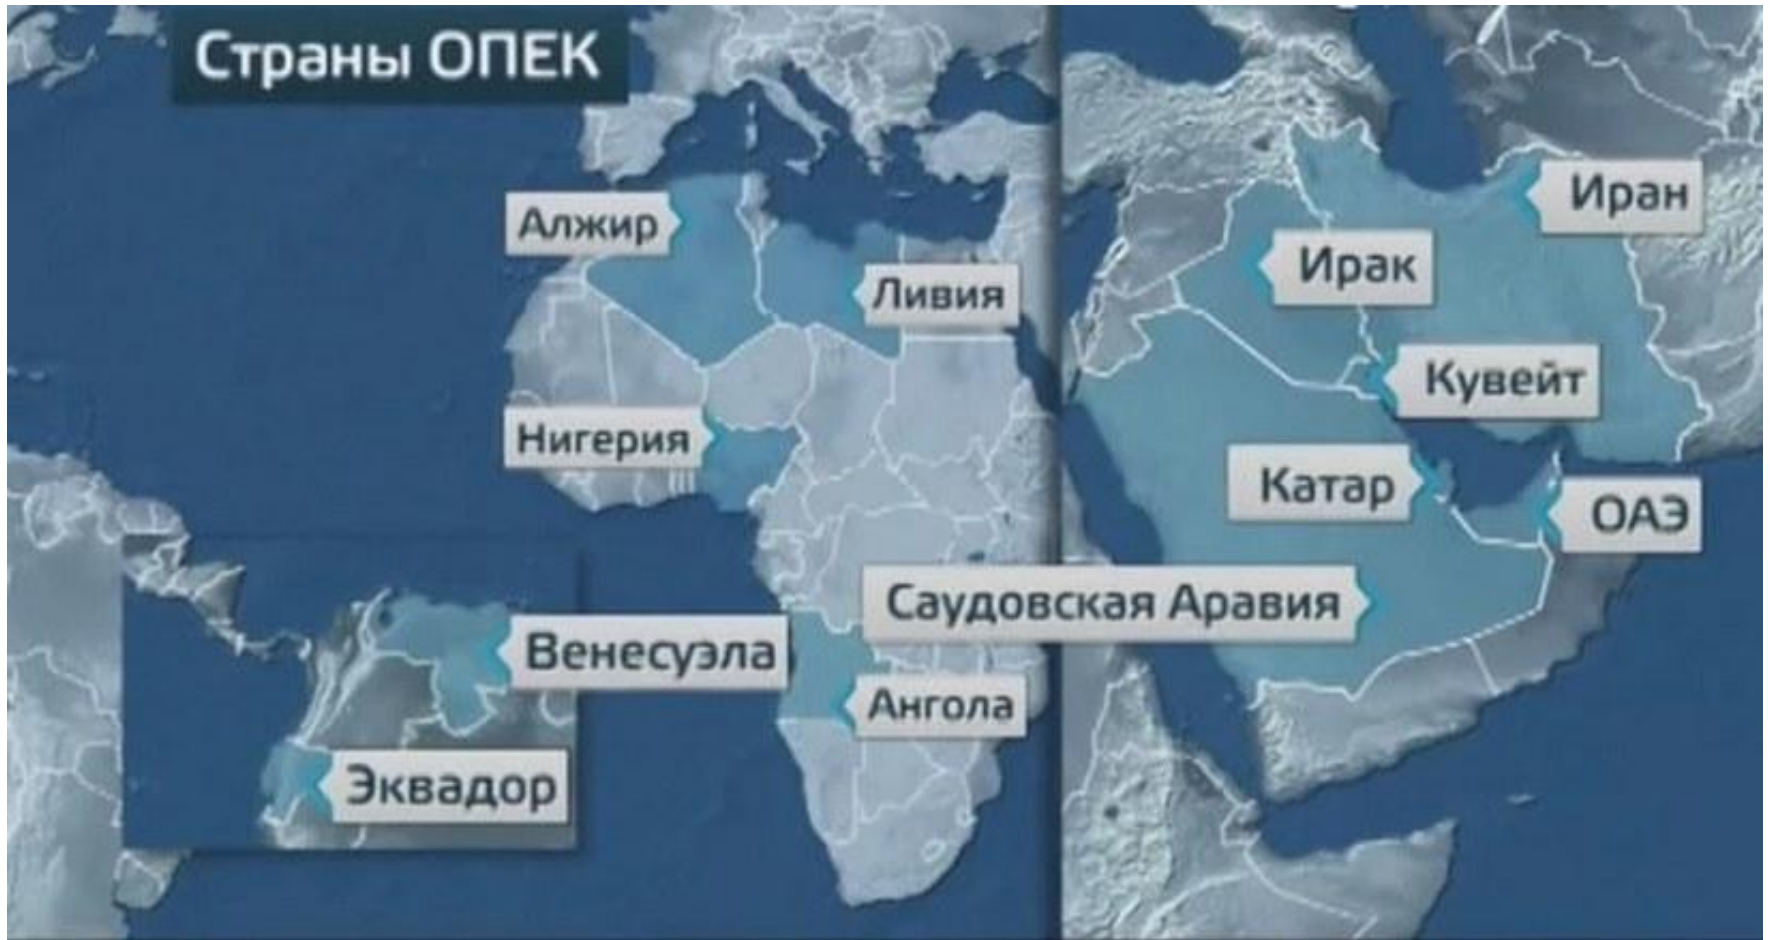 Страны ОПЕК
Алжир
Ливия
Нигерия
Венесуэла
Эквадор
Ангола
Иран
Ирак
Кувейт
Катар
ОАЭ
Саудовская Аравия